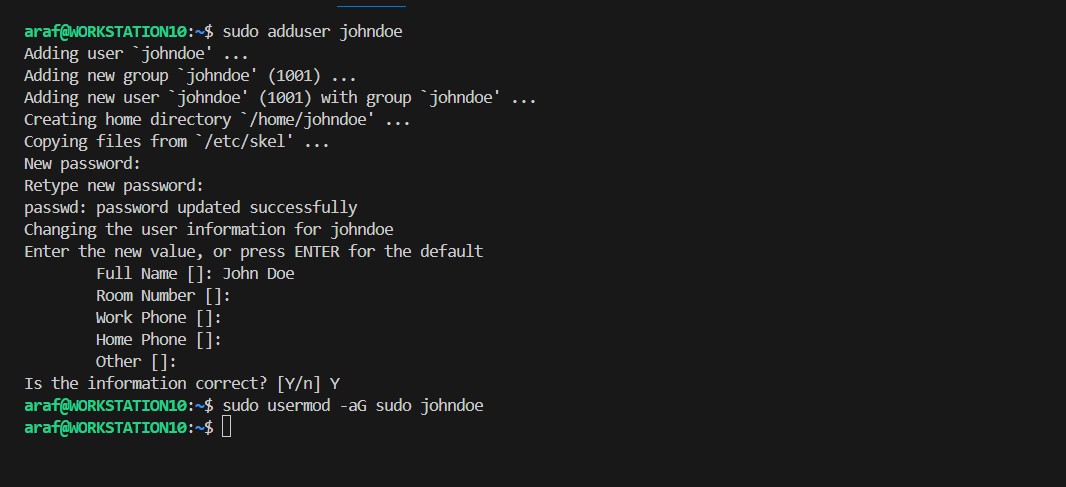 araf@WORKSTATION10:~$ sudo adduser johndoe
Adding user `johndoe' ...
Adding new group `johndoe' (1001) ...
Adding new user `johndoe' (1001) with group `johndoe' ...
Creating home directory `/home/johndoe' ...
Copying files from `/etc/skel' ...
New password:
Retype new password:
passwd: password updated successfully
Changing the user information for johndoe
Enter the new value, or press ENTER for the default
        Full Name []: John Doe
        Room Number []:
        Work Phone []:
        Home Phone []:
        Other []:
Is the information correct? [Y/n] Y
araf@WORKSTATION10:~$ sudo usermod -aG sudo johndoe
araf@WORKSTATION10:~$